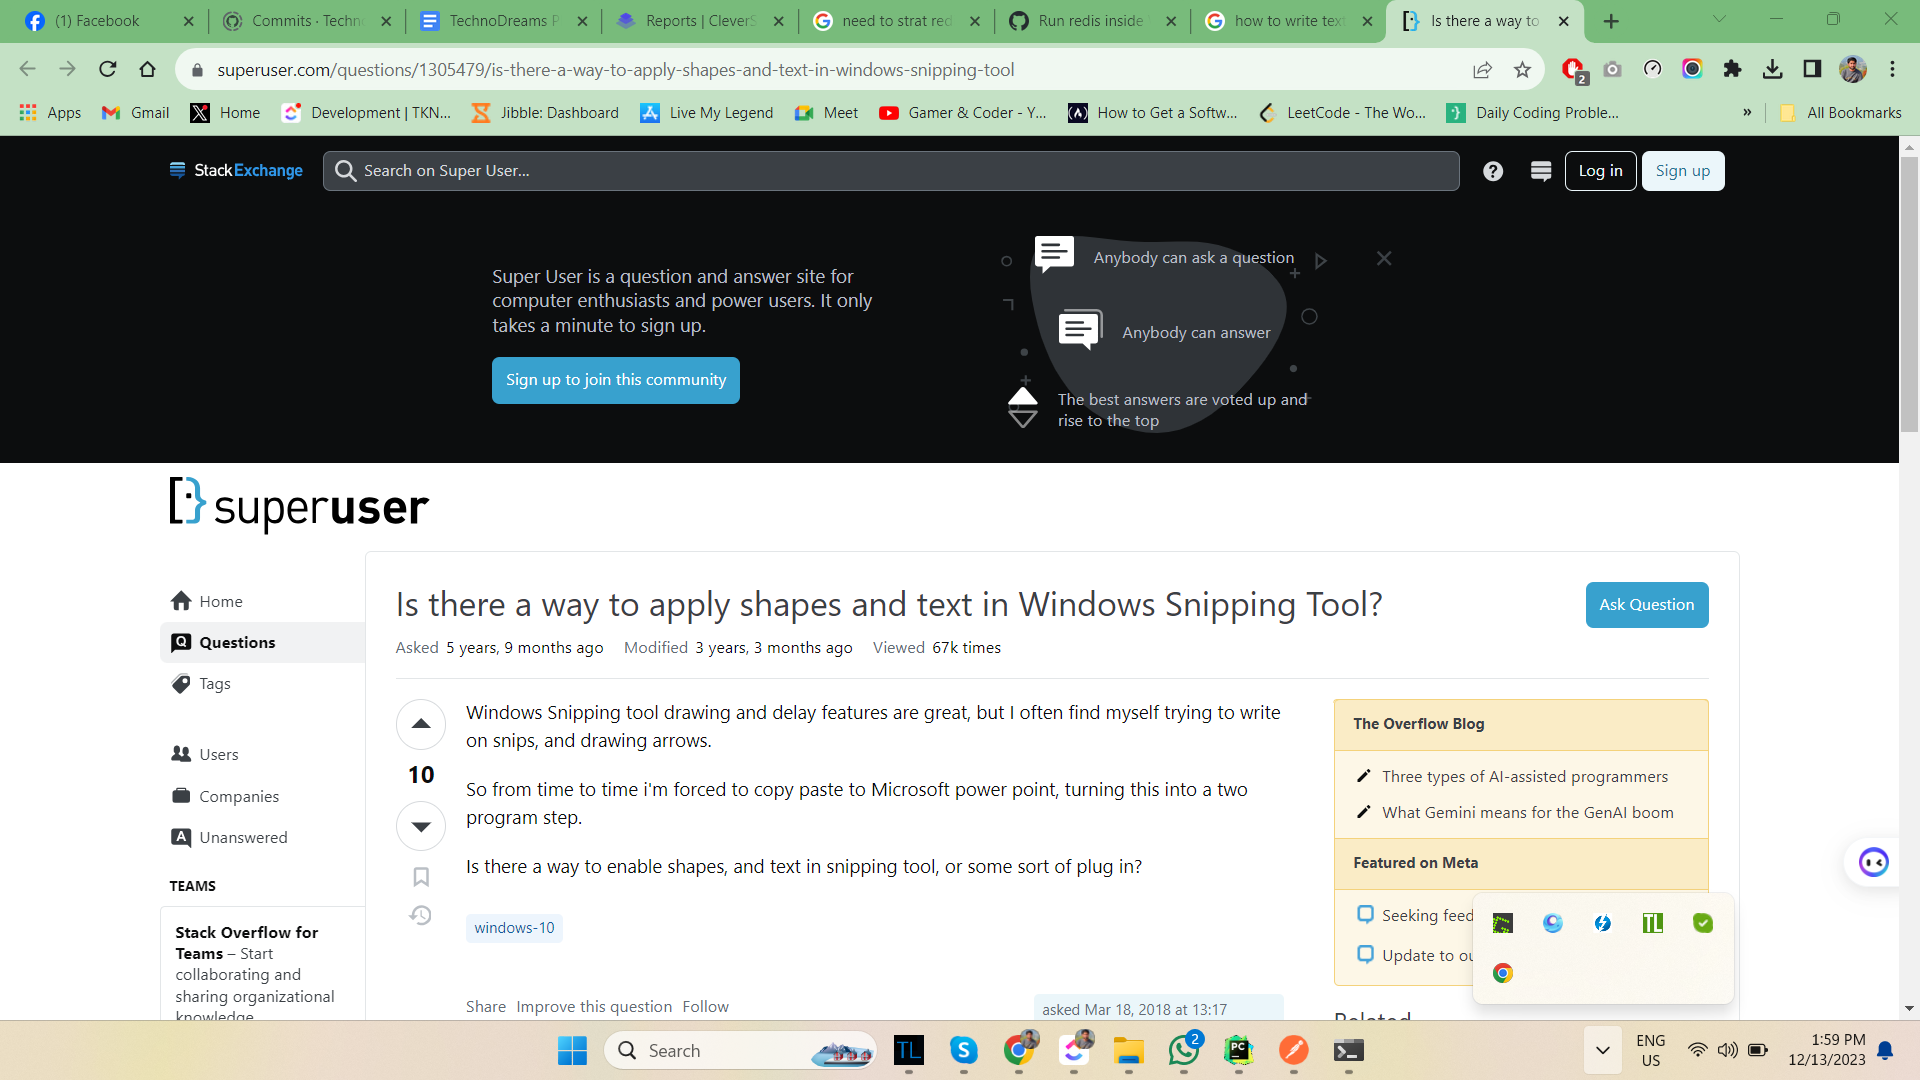 (1) Facebook
Commits · Techn
TechnoDreams P
Reports | CleverS
need to strat red
Run redis inside
how to write text
Is there a way to
superuser.com/questions/1305479/is-there-a-way-to-apply-shapes-and-text-in-windows-snipping-tool
2
Apps
Gmail
Home
Development | TKN...
Jibble: Dashboard
Live My Legend
Meet
Gamer & Coder - Y...
How to Get a Softw...
LeetCode - The Wo...
Daily Coding Proble...
»
All Bookmarks
StackExchange
Search on Super User...
Log in
Sign up
Super User is a question and answer site for
computer enthusiasts and power users. It only
takes a minute to sign up.
Sign up to join this community
Anybody can ask a question
Anybody can answer
The best answers are voted up and
rise to the top
superuser
Home
Questions
Tags
Users
Companies
Unanswered
TEAMS
Stack Overflow for
Teams – Start
collaborating and
sharing organizational
knowledge.
Is there a way to apply shapes and text in Windows Snipping Tool?
Ask Question
Asked 5 years, 9 months ago Modified 3 years, 3 months ago Viewed 67k times
10
Windows Snipping tool drawing and delay features are great, but I often find myself trying to write
on snips, and drawing arrows.
So from time to time i'm forced to copy paste to Microsoft power point, turning this into a two
program step.
Is there a way to enable shapes, and text in snipping tool, or some sort of plug in?
windows-10
Share Improve this question Follow
asked Mar 18, 2018 at 13:17
The Overflow Blog
Three types of AI-assisted programmers
What Gemini means for the GenAI boom
Featured on Meta
Seeking feed
Update to ou
Related
TL
Search
TL
S
2
PC
ENG
US
1:59 PM
12/13/2023